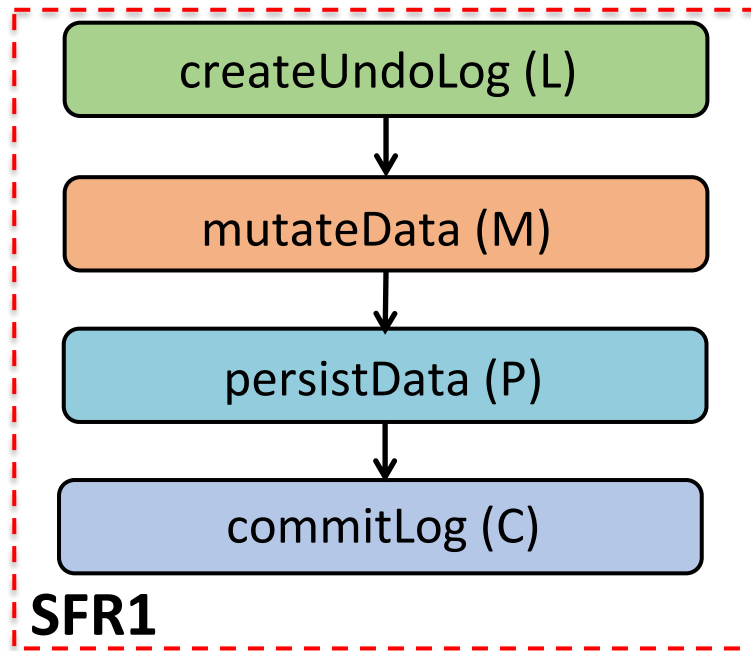 createUndoLog (L)
mutateData (M)
persistData (P)
commitLog (C)
SFR1